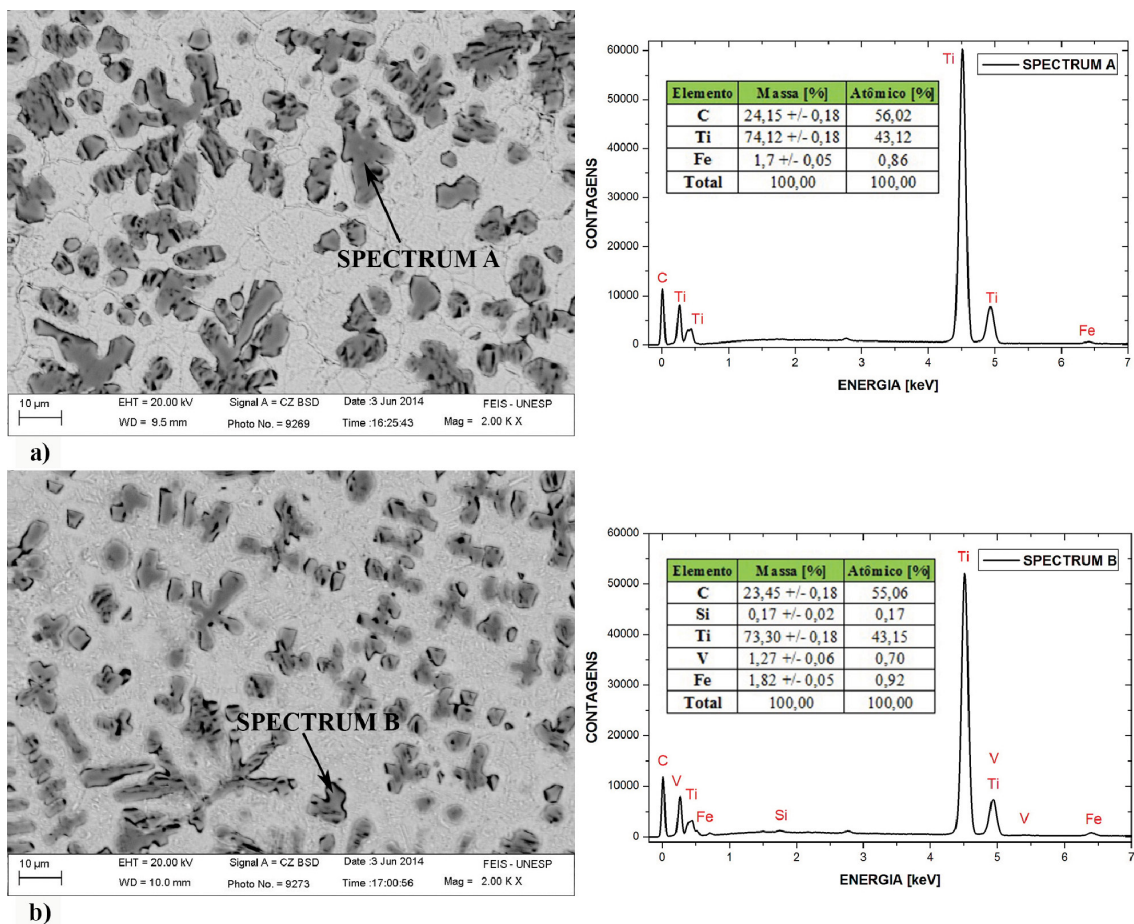 SPECTRUM A
10 µm
EHT = 20.00 kV
Signal A = CZ BSD
Date :3 Jun 2014
FEIS - UNESP
WD = 9.5 mm
Photo No. = 9269
Time :16:25:43
Mag = 2.00 K X
a)
60000
50000
40000
30000
20000
10000
0
CONTAGENS
Ti
SPECTRUM A
Elemento Massa [%] Atômico [%]
C 24,15 +/- 0,18 56,02
Ti 74,12 +/- 0,18 43,12
Fe 1,7 +/- 0,05 0,86
Total 100,00 100,00
C
Ti
Ti
Ti
Fe
0 1 2 3 4 5 6 7
ENERGIA [keV]
SPECTRUM B
10 µm
EHT = 20.00 kV
Signal A = CZ BSD
Date :3 Jun 2014
FEIS - UNESP
WD = 10.0 mm
Photo No. = 9273
Time :17:00:56
Mag = 2.00 K X
b)
60000
50000
40000
30000
20000
10000
0
CONTAGENS
Ti
SPECTRUM B
Elemento Massa [%] Atômico [%]
C 23,45 +/- 0,18 55,06
Si 0,17 +/- 0,02 0,17
Ti 73,30 +/- 0,18 43,15
V 1,27 +/- 0,06 0,70
Fe 1,82 +/- 0,05 0,92
Total 100,00 100,00
C
V
Ti
Fe
Si
V
Ti
V
Fe
0 1 2 3 4 5 6 7
ENERGIA [keV]